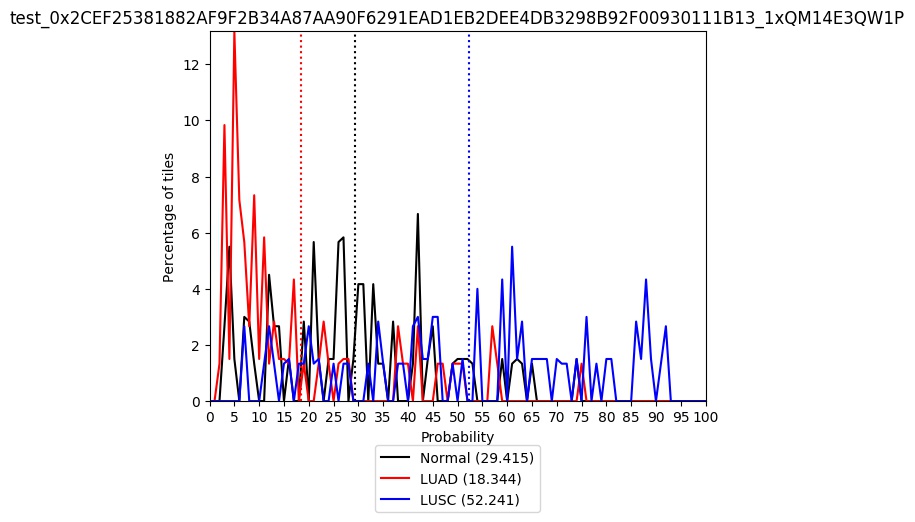 test_0x2CEF25381882AF9F2B34A87AA90F6291EAD1EB2DEE4DB3298B92F00930111B13_1xQM14E3QW1P
12
10
8
6
4
2
0
Percentage of tiles
0 5 10 15 20 25 30 35 40 45 50 55 60 65 70 75 80 85 90 95 100
Probability
Normal (29.415)
LUAD (18.344)
LUSC (52.241)